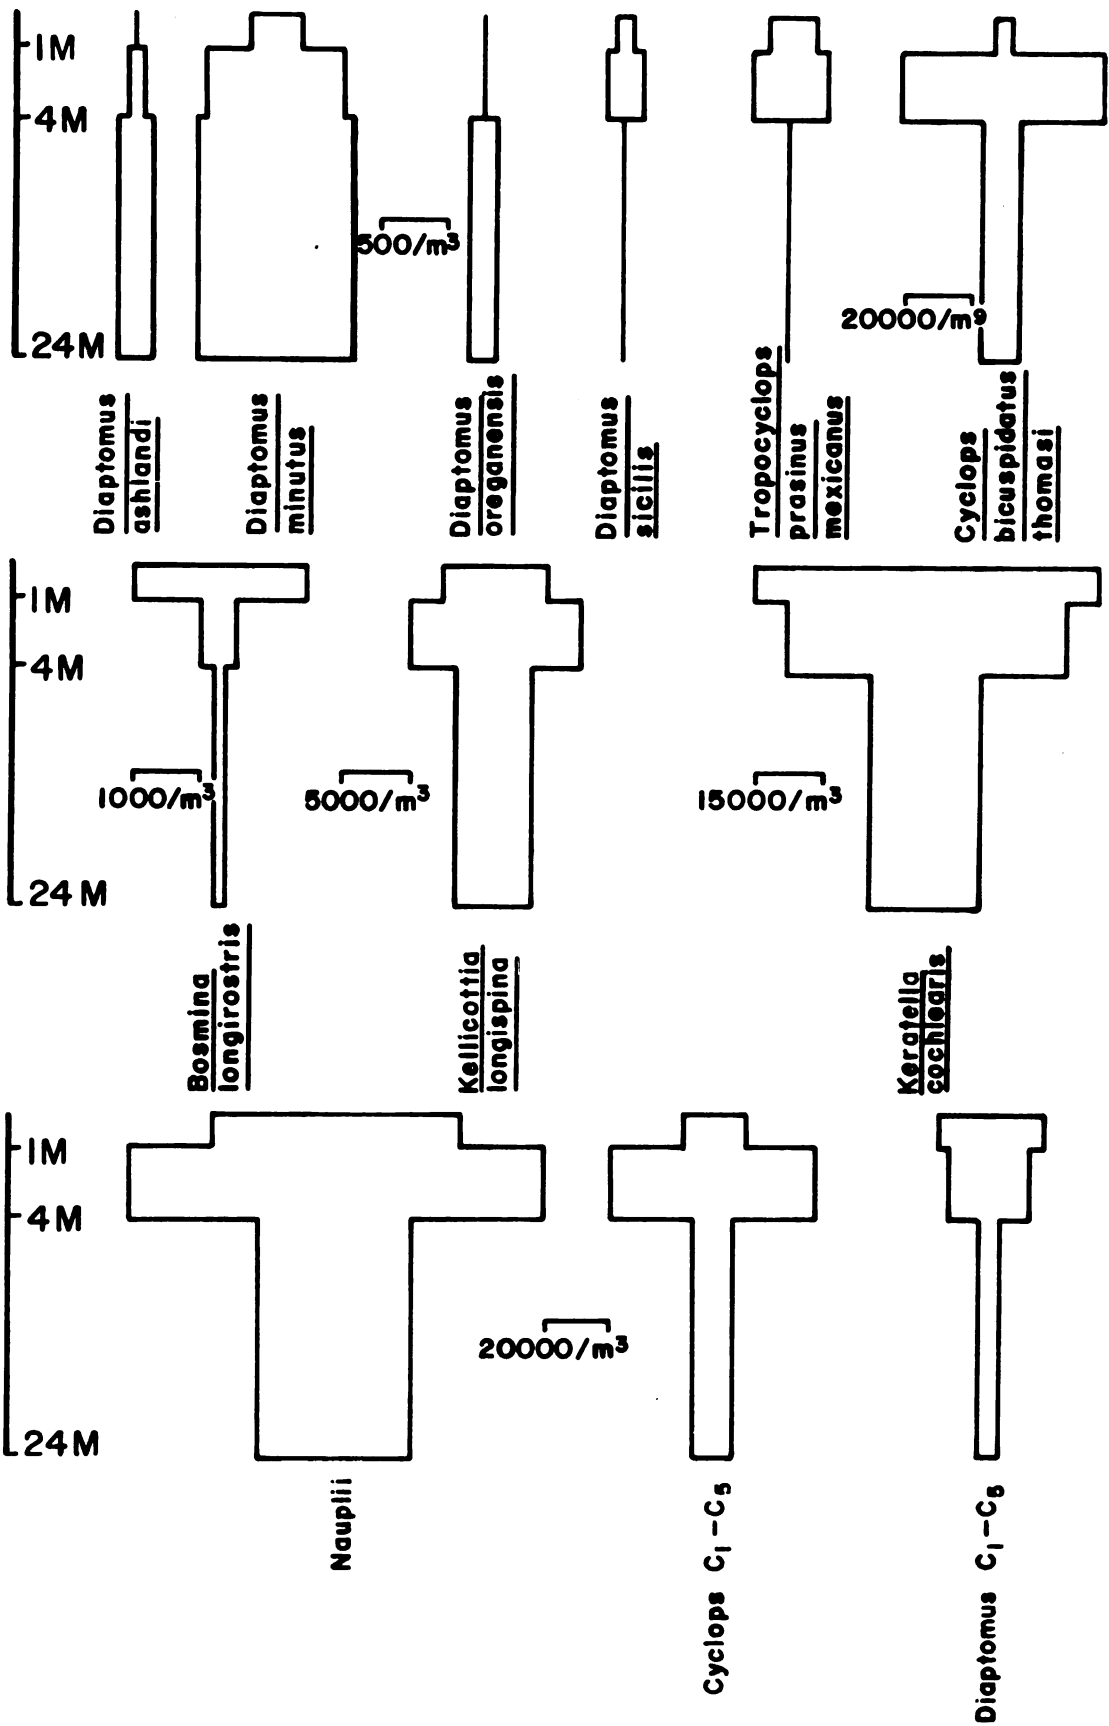 1M
4M
500/m³
20000/m⁹
24M
Diaptomus
ashlandi
Diaptomus
minutus
Diaptomus
oreganensis
Diaptomus
sicilis
Tropocyclops
prasinus
mexicanus
Cyclops
bicuspidatus
thomasi
1M
4M
1000/m³
5000/m³
15000/m³
24M
Bosmina
longirostris
Kellicottia
longispina
Keratella
cochlearis
1M
4M
20000/m³
24M
Nauplii
Cyclops C₁-C₅
Diaptomus C₁-C₅